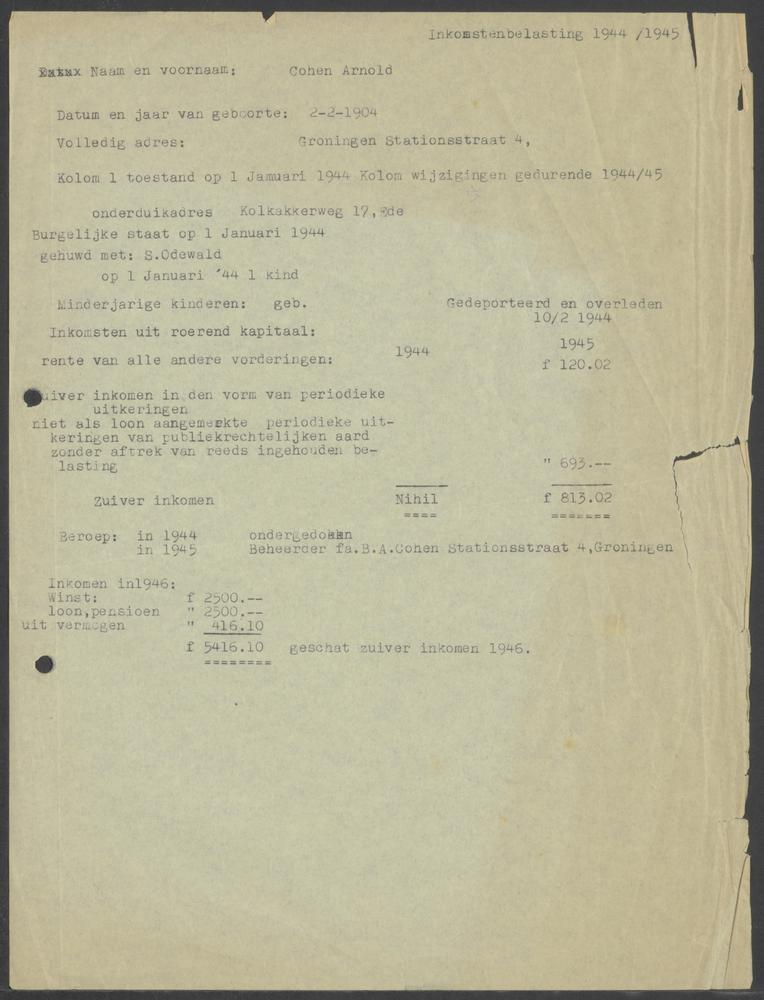 Inkomstenbelasting 1944 /1945
Naam en voornaam: Cohen Arnold
Datum en jaar van geboorte: 2-2-1904
Volledig adres: Groningen Stationsstraat 4,
Kolom 1 toestand op 1 Jamuari 1944 Kolom wijzigingen gedurende 1944/45
onderduikadres Kolkakkerweg 17, Ede
Burgelijke staat op 1 Januari 1944
gehuwd met: S.Odewald
op 1 Januari ´44 1 kind
Minderjarige kinderen: geb. Gedeporteerd en overleden
10/2 1944
Inkomsten uit roerend kapitaal:
1944 1945
rente van alle andere vorderingen: f 120.02
Zuiver inkomen in den vorm van periodieke
uitkeringen
niet als loon aangemerkte periodieke uit-
keringen van publiekrechtelijken aard
zonder aftrek van reeds ingehouden be-
lasting " 693.--
Zuiver inkomen Nihil f 813.02
==== =======
Beroep: in 1944 ondergedoken
in 1945 Beheerder fa.B.A.Cohen Stationsstraat 4,Groningen
Inkomen in1946:
Winst: f 2500.--
loon,pensioen " 2500.--
uit vermogen " 416.10
f 5416.10 geschat zuiver inkomen 1946.
========